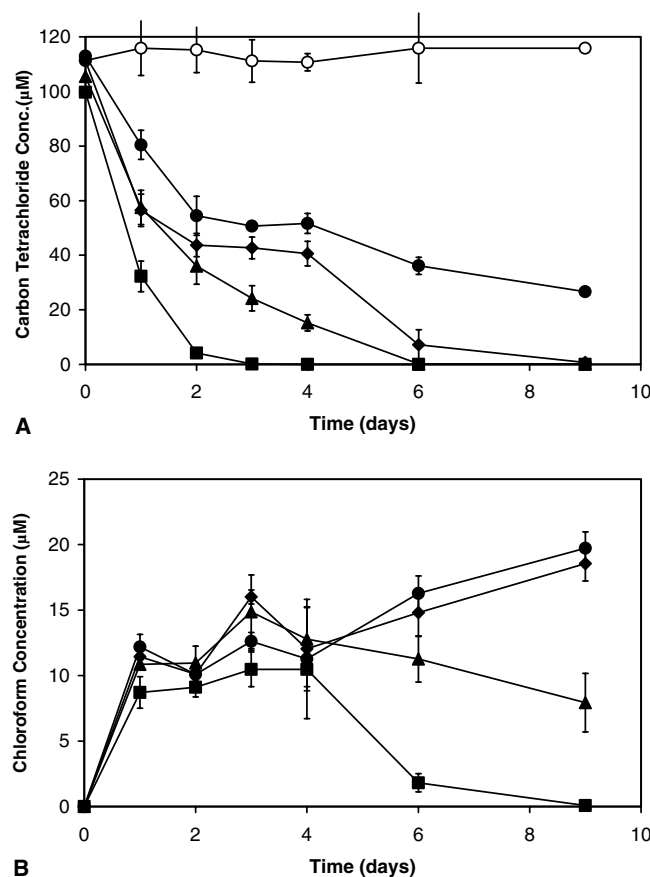 Carbon Tetrachloride Conc.(μM)
120
100
80
60
40
20
0
0 2 4 6 8 10
Time (days)
A
Chloroform Concentration (μM)
25
20
15
10
5
0
0 2 4 6 8 10
Time (days)
B